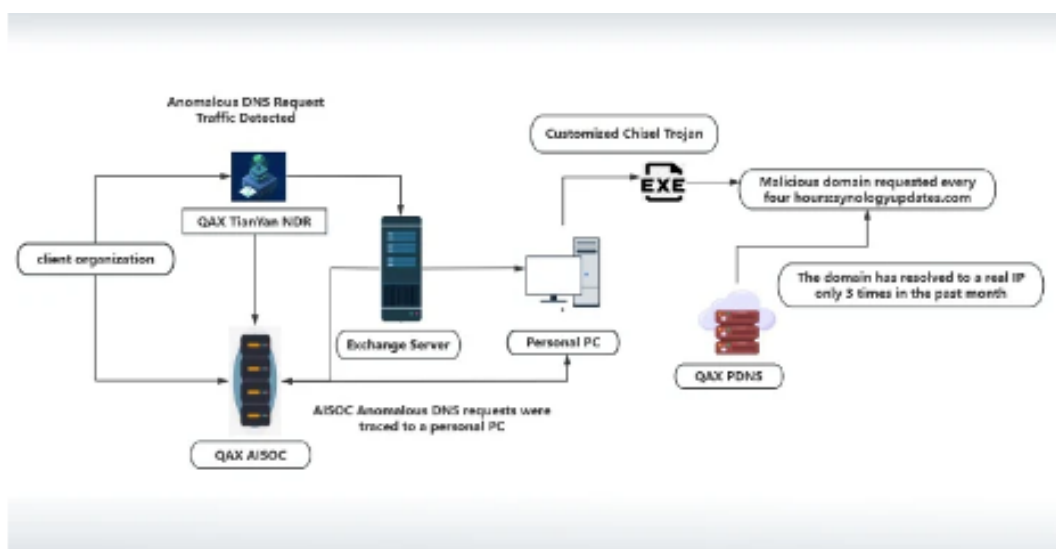 Anomalous DNS Request
Traffic Detected
QAX TianYan NDR
client organization
Exchange Server
QAX AISOC
AISOC Anomalous DNS requests were
traced to a personal PC
Personal PC
Customized Chisel Trojan
EXE
Malicious domain requested every
four hours:synologyupdates.com
The domain has resolved to a real IP
only 3 times in the past month
QAX PDNS